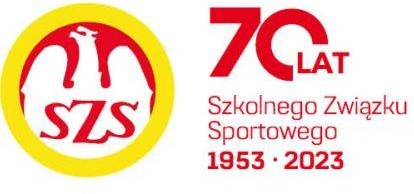 SZS
70 LAT
Szkolnego Związku
Sportowego
1953 · 2023